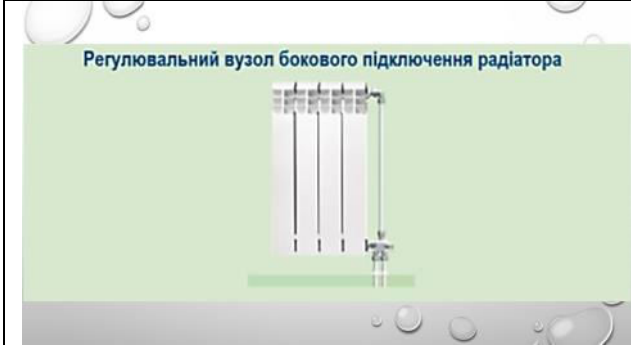 Регулювальний вузол бокового підключення радіатора